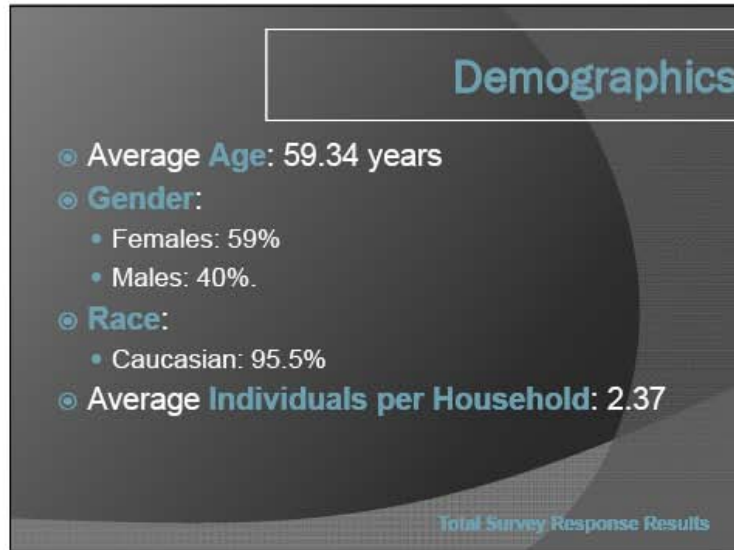 Demographics
Average Age: 59.34 years
Gender:
Females: 59%
Males: 40%.
Race:
Caucasian: 95.5%
Average Individuals per Household: 2.37
Total Survey Response Results